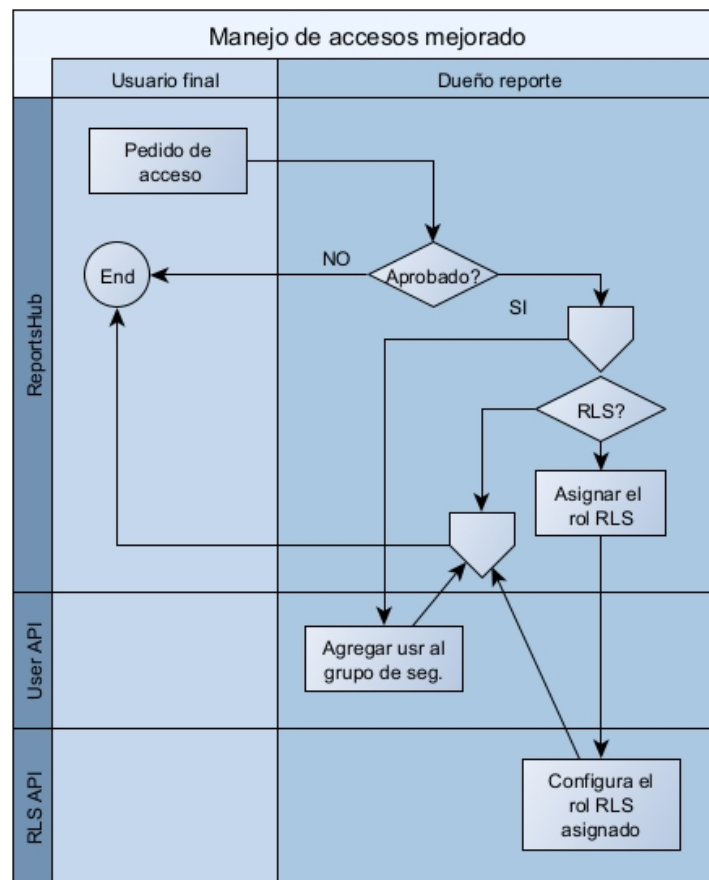 Manejo de accesos mejorado
Usuario final
Dueño reporte
ReportsHub
Pedido de
acceso
End
NO
Aprobado?
SI
RLS?
Asignar el
rol RLS
User API
Agregar usr al
grupo de seg.
RLS API
Configura el
rol RLS
asignado